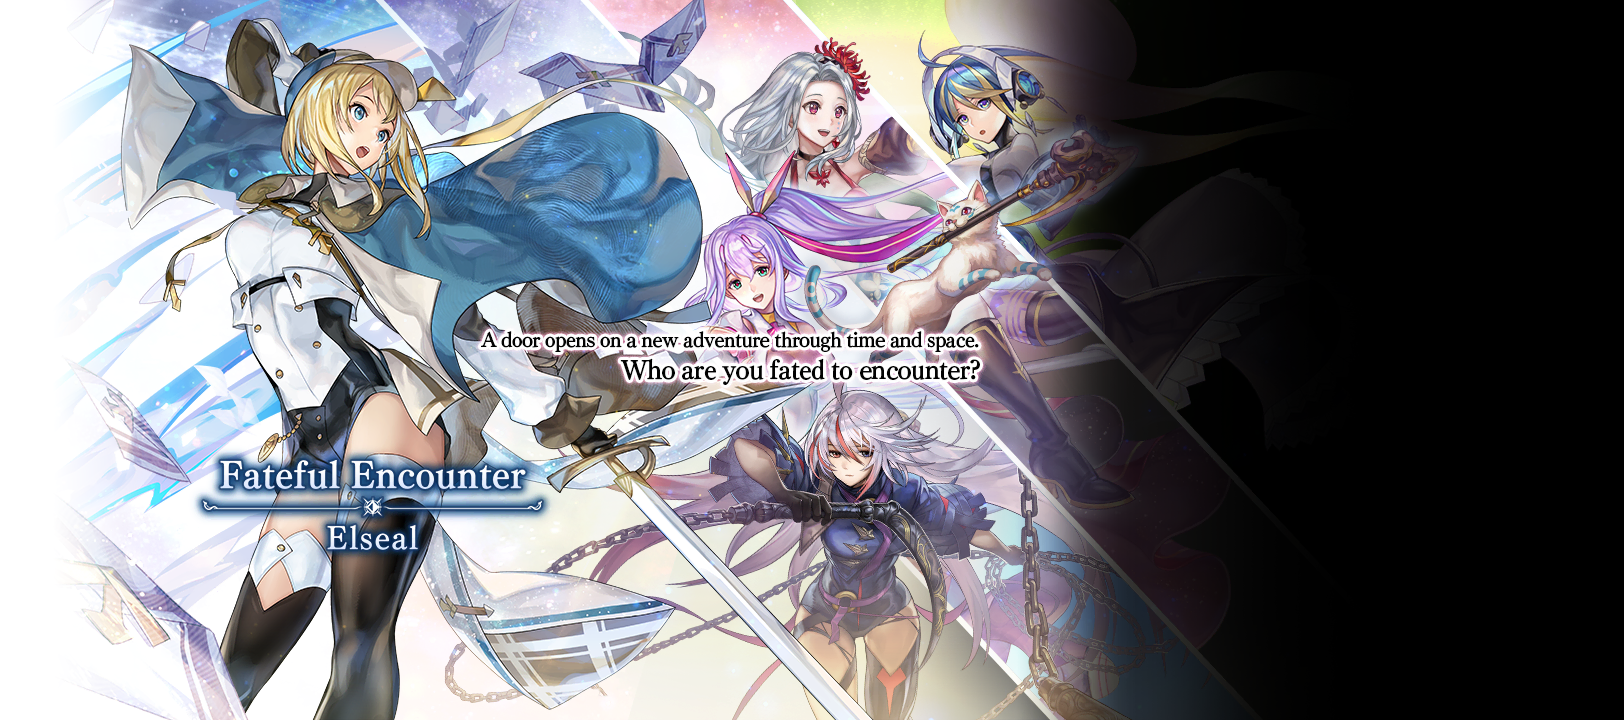 A door opens on a new adventure through time and space.
Who are you fated to encounter?
Fateful Encounter
Elseal